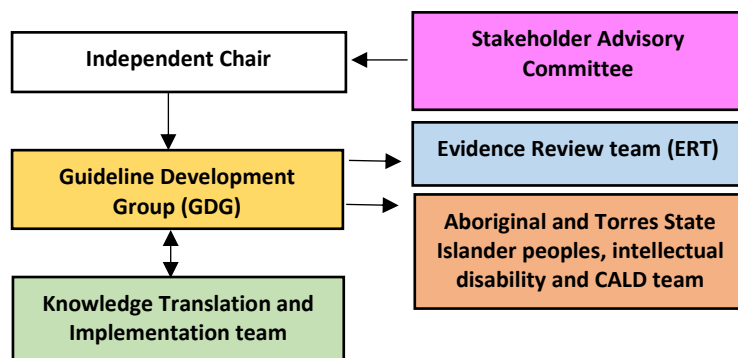 Independent Chair
Stakeholder Advisory
Committee
Evidence Review team (ERT)
Guideline Development
Group (GDG)
Aboriginal and Torres State
Islander peoples, intellectual
disability and CALD team
Knowledge Translation and
Implementation team